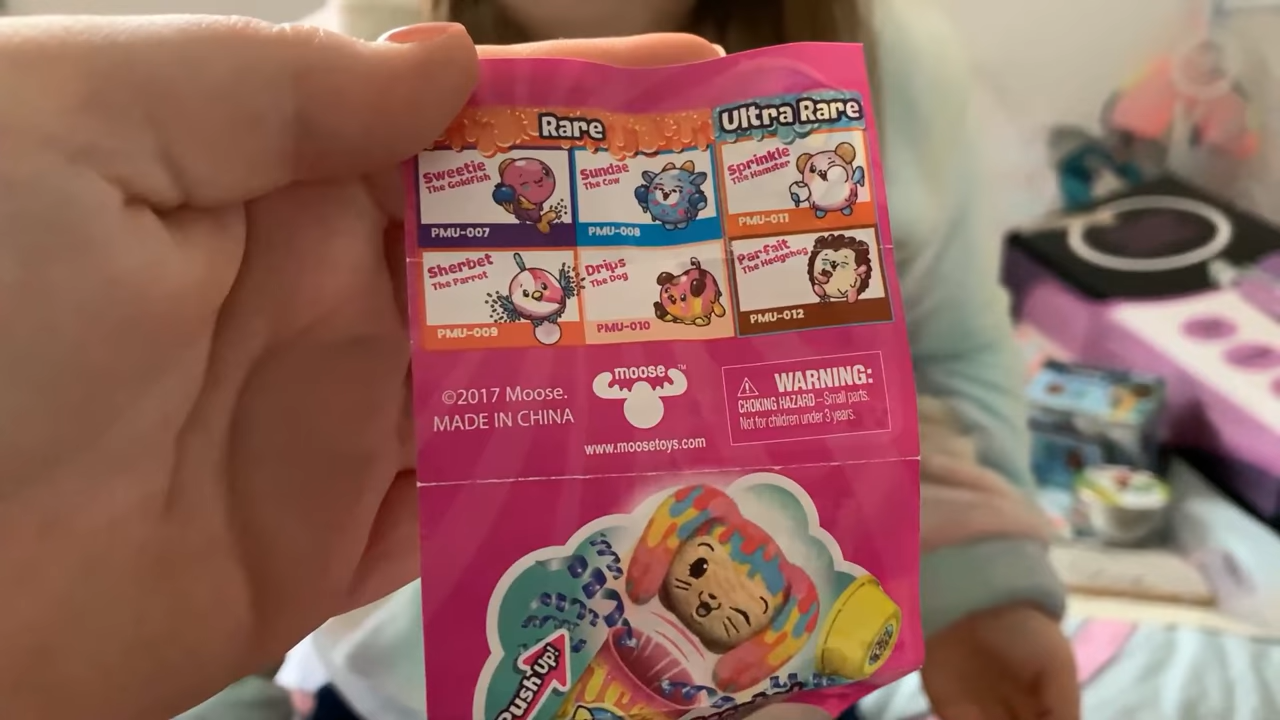 Rare
Ultra Rare
Sweetie
The Goldfish
PMU-007
Sundae
The Cow
PMU-008
Sprinkle
The Hamster
PMU-011
Sherbet
The Parrot
PMU-009
Drips
The Dog
PMU-010
Parfait
The Hedgehog
PMU-012
©2017 Moose.
MADE IN CHINA
moose™
www.moosetoys.com
WARNING:
CHOKING HAZARD – Small parts.
Not for children under 3 years.
Push Up!